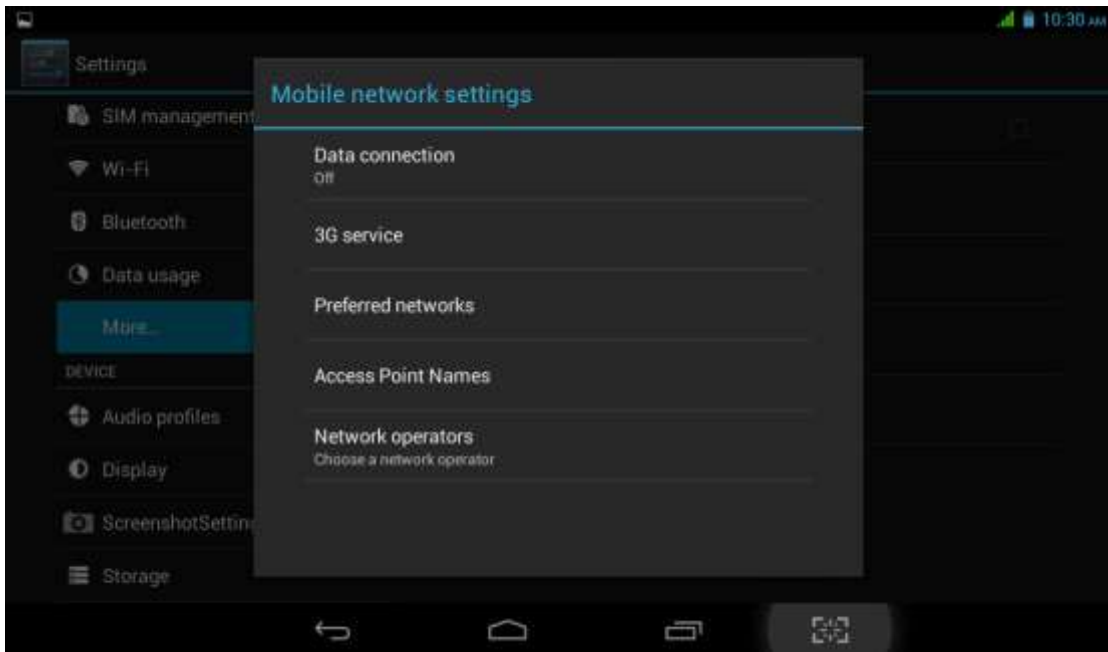 10:30 AM
Settings
Mobile network settings
SIM management
Wi-Fi
Bluetooth
Data usage
More...
DEVICE
Audio profiles
Display
ScreenshotSettin
Storage
Data connection
Off
3G service
Preferred networks
Access Point Names
Network operators
Choose a network operator